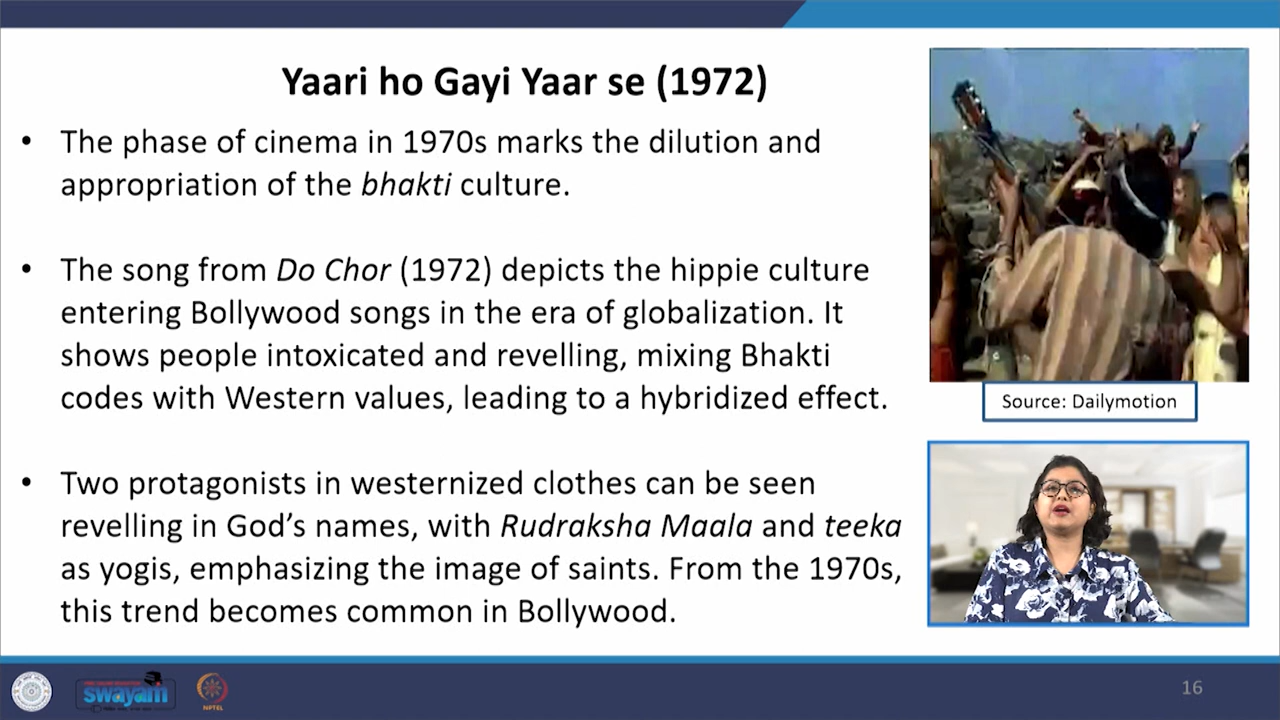 Yaari ho Gayi Yaar se (1972)
• The phase of cinema in 1970s marks the dilution and
appropriation of the bhakti culture.
• The song from Do Chor (1972) depicts the hippie culture
entering Bollywood songs in the era of globalization. It
shows people intoxicated and revelling, mixing Bhakti
codes with Western values, leading to a hybridized effect.
• Two protagonists in westernized clothes can be seen
revelling in God’s names, with Rudraksha Maala and teeka
as yogis, emphasizing the image of saints. From the 1970s,
this trend becomes common in Bollywood.
Source: Dailymotion
swayam
NPTEL
16